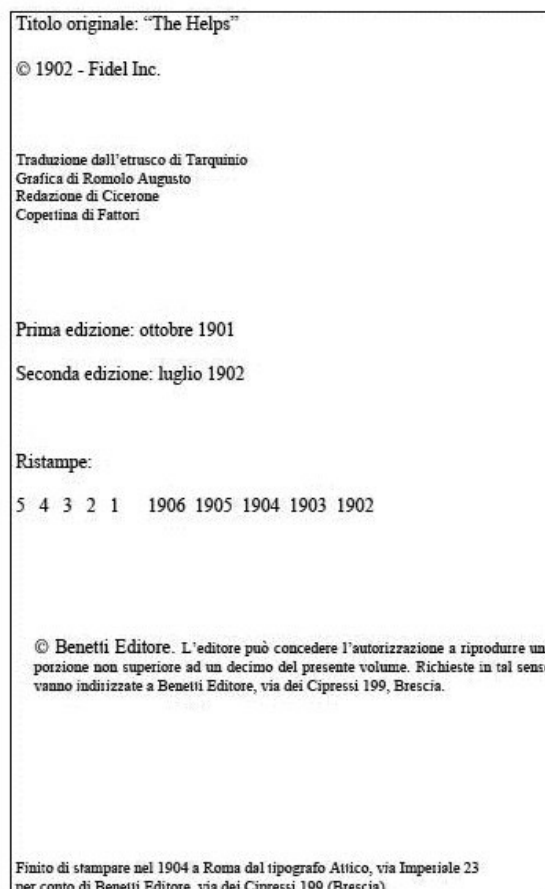 Titolo originale: “The Helps”
© 1902 - Fidel Inc.
Traduzione dall’etrusco di Tarquinio
Grafica di Romolo Augusto
Redazione di Cicerone
Copertina di Fattori
Prima edizione: ottobre 1901
Seconda edizione: luglio 1902
Ristampe:
5 4 3 2 1 1906 1905 1904 1903 1902
© Benetti Editore. L’editore può concedere l’autorizzazione a riprodurre un
porzione non superiore ad un decimo del presente volume. Richieste in tal sens
vanno indirizzate a Benetti Editore, via dei Cipressi 199, Brescia.
Finito di stampare nel 1904 a Roma dal tipografo Attico, via Imperiale 23
per conto di Benetti Editore, via dei Cipressi 199 (Brescia)